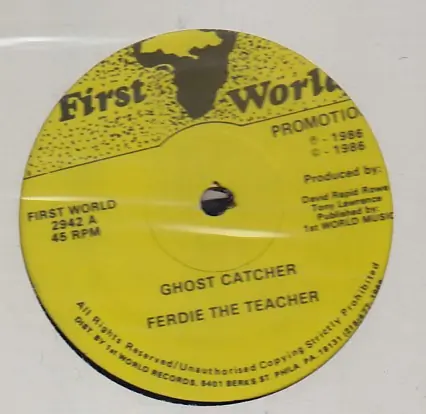 First World
PROMOTIO
℗ - 1986
© - 1986
Produced by:
David Rapid Rowe
Tony Lawrence
Published by:
1st WORLD MUSIC
FIRST WORLD
2942 A
45 RPM
GHOST CATCHER
FERDIE THE TEACHER
All Rights Reserved/Unauthorised Copying Strictly Prohibited
DIST. BY 1st WORLD RECORDS, 5401 BERKS ST. PHILA. PA. 19131